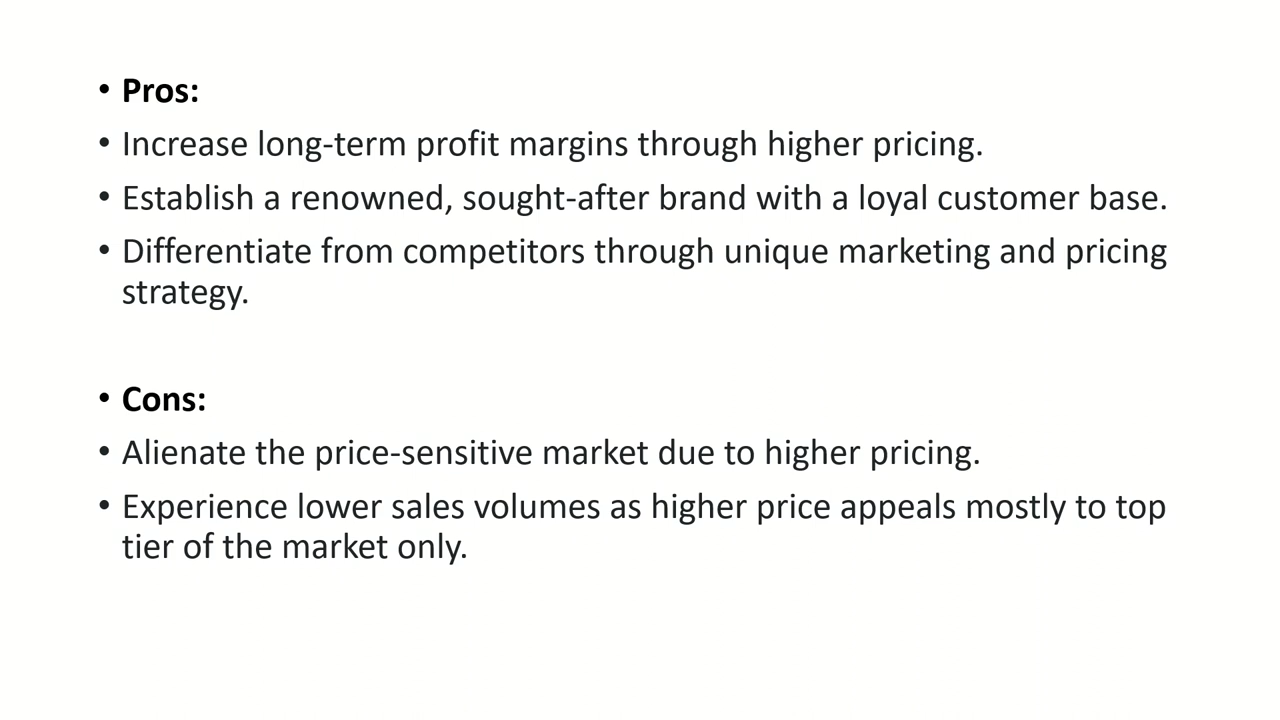 • Pros:
• Increase long-term profit margins through higher pricing.
• Establish a renowned, sought-after brand with a loyal customer base.
• Differentiate from competitors through unique marketing and pricing
strategy.
• Cons:
• Alienate the price-sensitive market due to higher pricing.
• Experience lower sales volumes as higher price appeals mostly to top
tier of the market only.